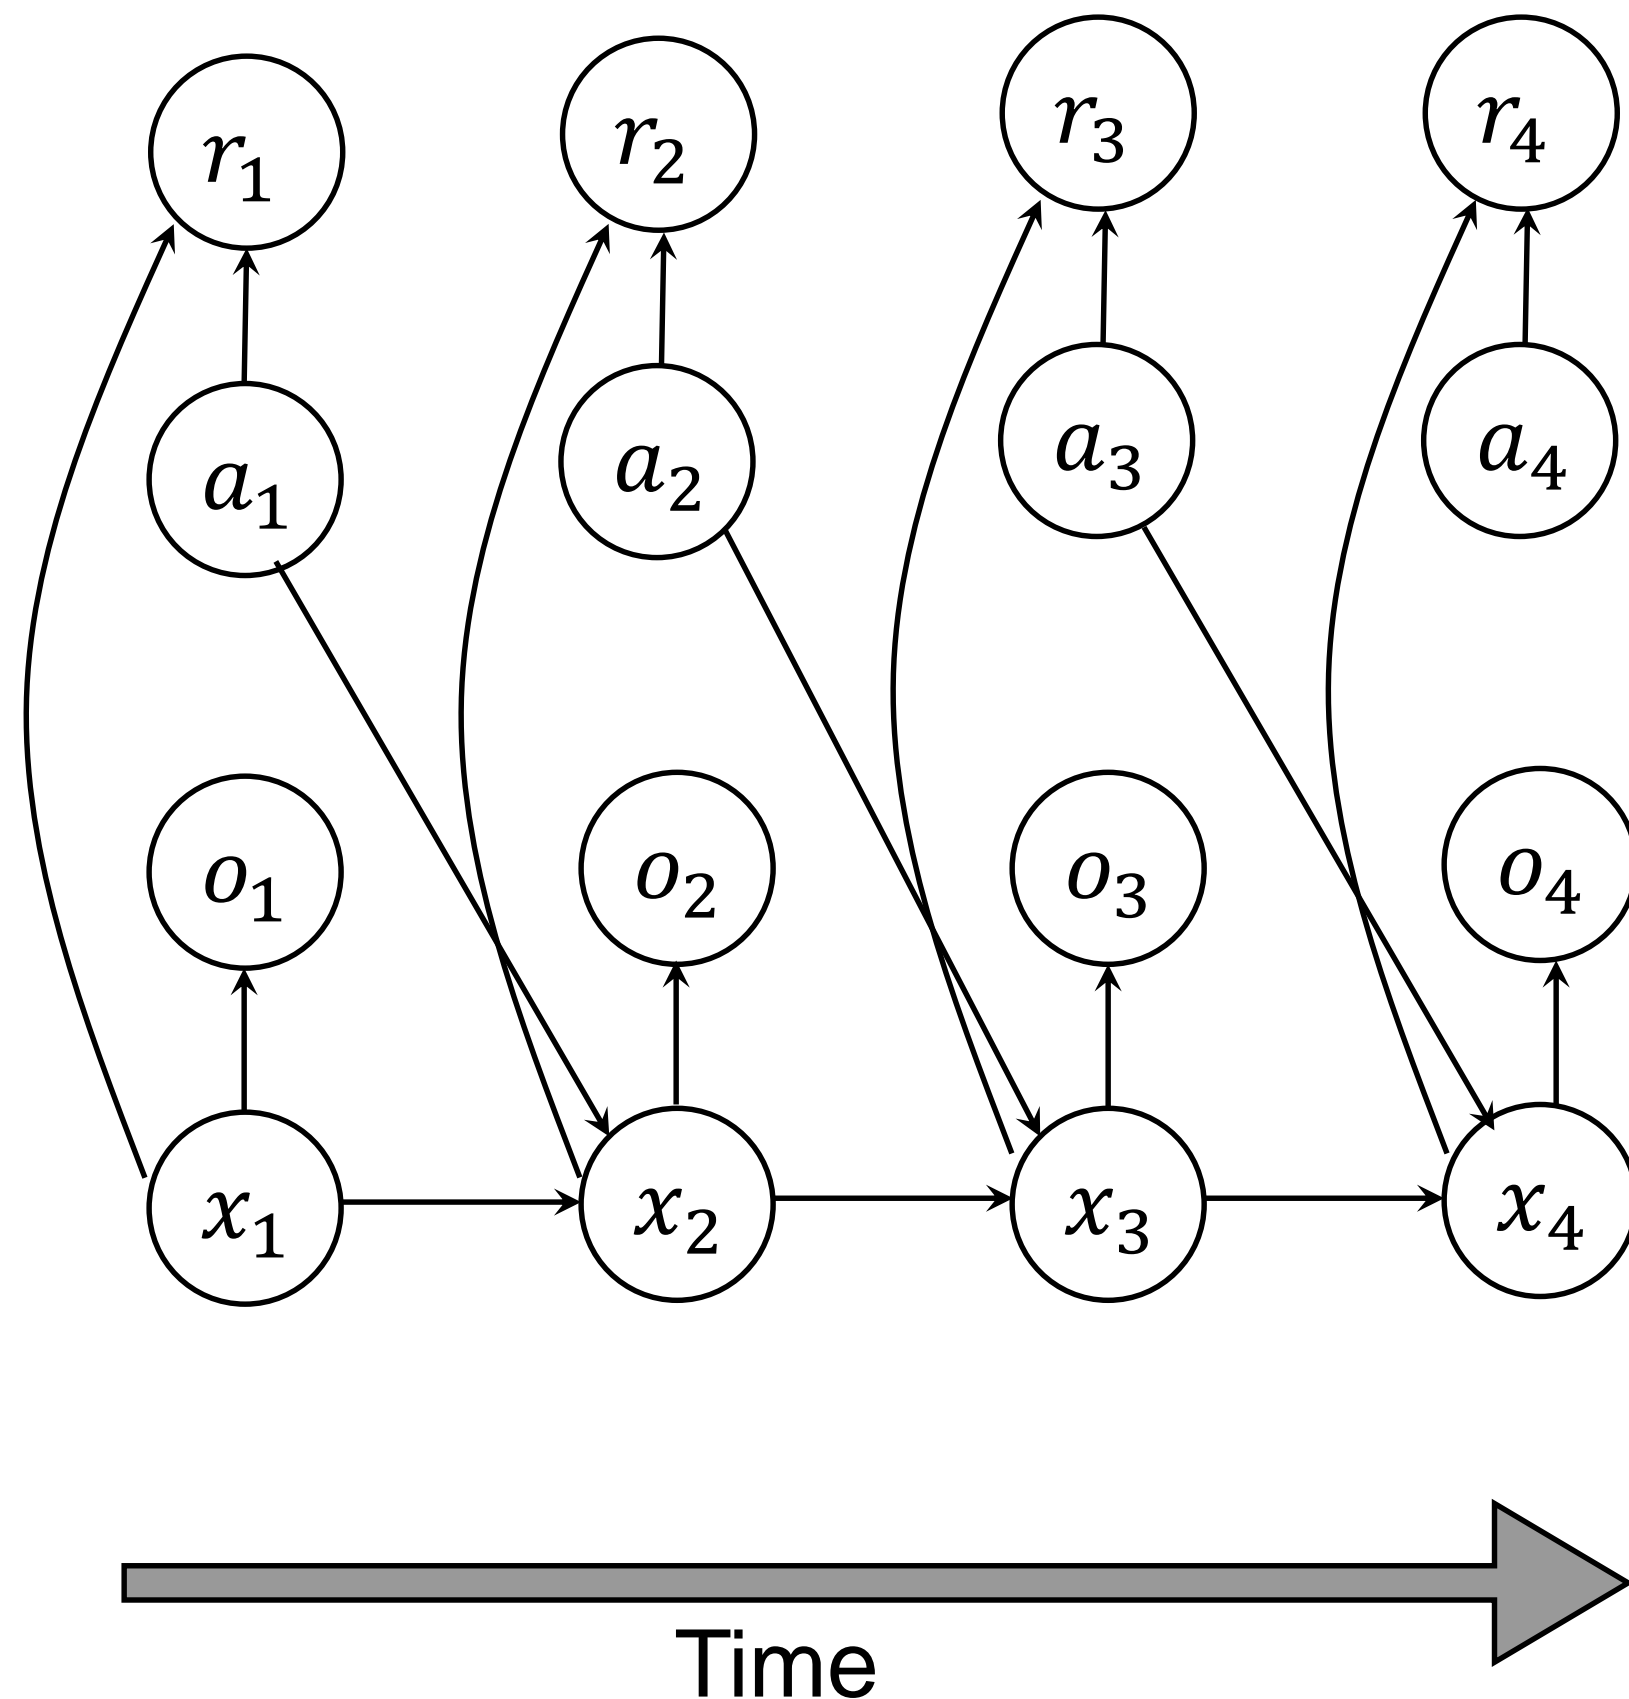 r₁ r₂ r₃ r₄
a₁ a₂ a₃ a₄
o₁ o₂ o₃ o₄
x₁ x₂ x₃ x₄
Time